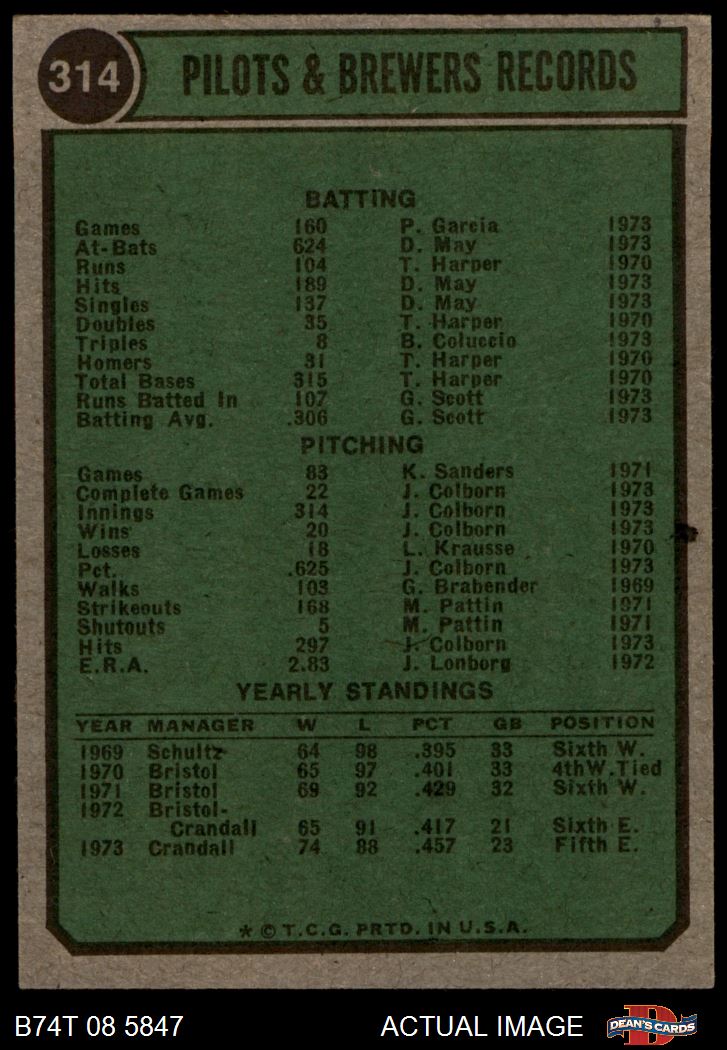 314 PILOTS & BREWERS RECORDS
BATTING
Games 160 P. Garcia 1973
At-Bats 624 D. May 1973
Runs 104 T. Harper 1970
Hits 189 D. May 1973
Singles 137 D. May 1973
Doubles 35 T. Harper 1970
Triples 8 B. Coluccio 1973
Homers 31 T. Harper 1970
Total Bases 315 T. Harper 1970
Runs Batted In 107 G. Scott 1973
Batting Avg. .306 G. Scott 1973
PITCHING
Games 83 K. Sanders 1971
Complete Games 22 J. Colborn 1973
Innings 314 J. Colborn 1973
Wins 20 J. Colborn 1973
Losses 18 L. Krausse 1970
Pct. .625 J. Colborn 1973
Walks 103 G. Brabender 1969
Strikeouts 168 M. Pattin 1971
Shutouts 5 M. Pattin 1971
Hits 297 J. Colborn 1973
E.R.A. 2.83 J. Lonborg 1972
YEARLY STANDINGS
YEAR MANAGER W L PCT GB POSITION
1969 Schultz 64 98 .395 33 Sixth W.
1970 Bristol 65 97 .401 33 4thW.Tied
1971 Bristol 69 92 .429 32 Sixth W.
1972 Bristol-
Crandall 65 91 .417 21 Sixth E.
1973 Crandall 74 88 .457 23 Fifth E.
* © T.C.G. PRTD. IN U.S.A.
B74T 08 5847 ACTUAL IMAGE D DEAN'S CARDS